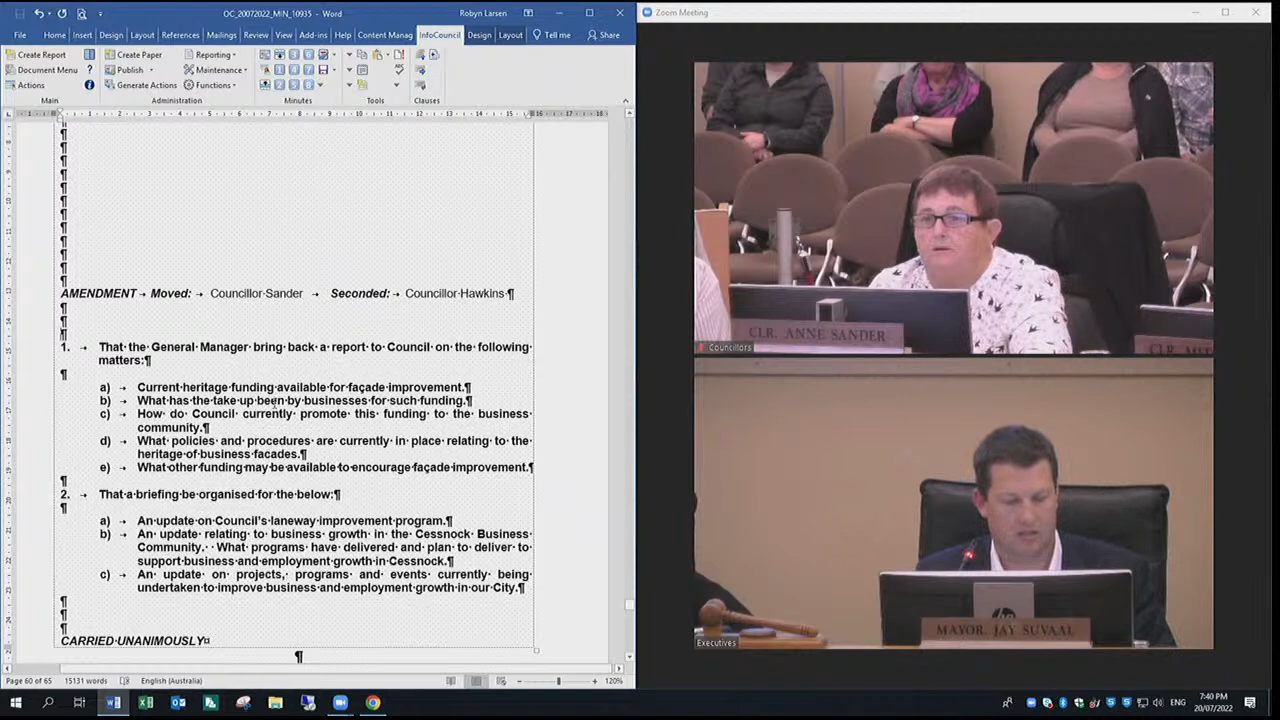 OC_20072022_MIN_10935 - Word
Robyn Larsen
Zoom Meeting
File Home Insert Design Layout References Mailings Review View Add-ins Help Content Manag InfoCouncil Design Layout Tell me Share
Create Report Create Paper Reporting
Document Menu Publish Maintenance
Actions Generate Actions Functions
Main Administration Minutes Tools Clauses
AMENDMENT Moved: Councillor Sander Seconded: Councillor Hawkins
1. That the General Manager bring back a report to Council on the following
matters:
a) Current heritage funding available for façade improvement.
b) What has the take up been by businesses for such funding.
c) How do Council currently promote this funding to the business
community.
d) What policies and procedures are currently in place relating to the
heritage of business facades.
e) What other funding may be available to encourage façade improvement.
2. That a briefing be organised for the below:
a) An update on Council's laneway improvement program.
b) An update relating to business growth in the Cessnock Business
Community. What programs have delivered and plan to deliver to
support business and employment growth in Cessnock.
c) An update on projects, programs and events currently being
undertaken to improve business and employment growth in our City.
CARRIED UNANIMOUSLY
Page 60 of 65 15131 words English (Australia) 120%
CLR. ANNE SANDER
Councillors
MAYOR. JAY SUVAAL
Executives
ENG
7:40 PM
20/07/2022